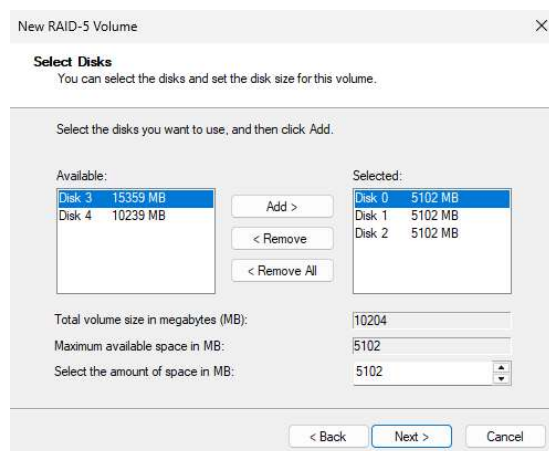 New RAID-5 Volume
Select Disks
You can select the disks and set the disk size for this volume.
Select the disks you want to use, and then click Add.
Available:
Disk 3 15359 MB
Disk 4 10239 MB
Add >
< Remove
< Remove All
Selected:
Disk 0 5102 MB
Disk 1 5102 MB
Disk 2 5102 MB
Total volume size in megabytes (MB): 10204
Maximum available space in MB: 5102
Select the amount of space in MB: 5102
< Back Next > Cancel